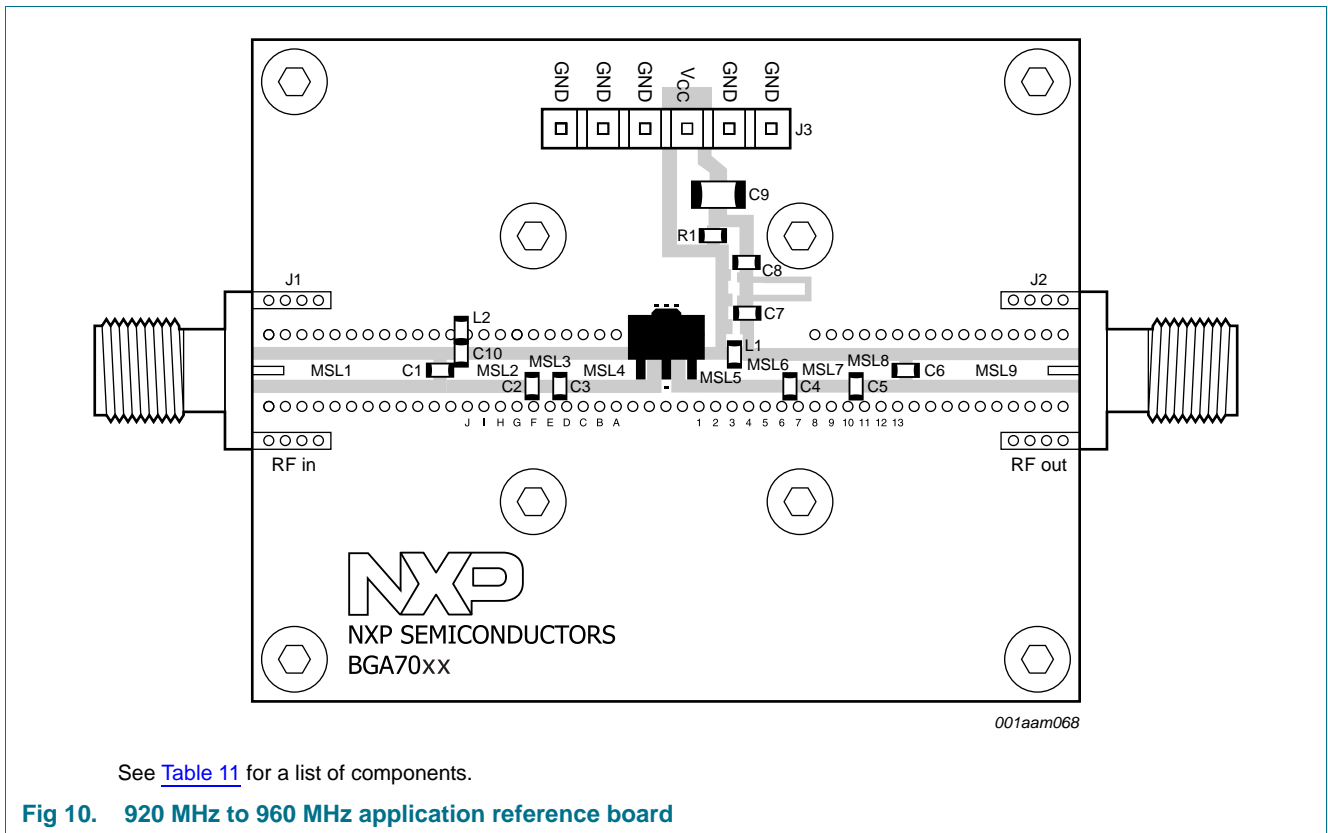 GND GND GND VCC GND GND
J3
C9
R1
C8
J1
J2
C7
L2
L1
C10
MSL1 C1 MSL2 MSL3 MSL4 MSL5 MSL6 MSL7 MSL8 C6 MSL9
C2 C3 C4 C5
J I H G F E D C B A 1 2 3 4 5 6 7 8 9 10 11 12 13
RF in
RF out
NXP
NXP SEMICONDUCTORS
BGA70XX
001aam068
See Table 11 for a list of components.
Fig 10. 920 MHz to 960 MHz application reference board